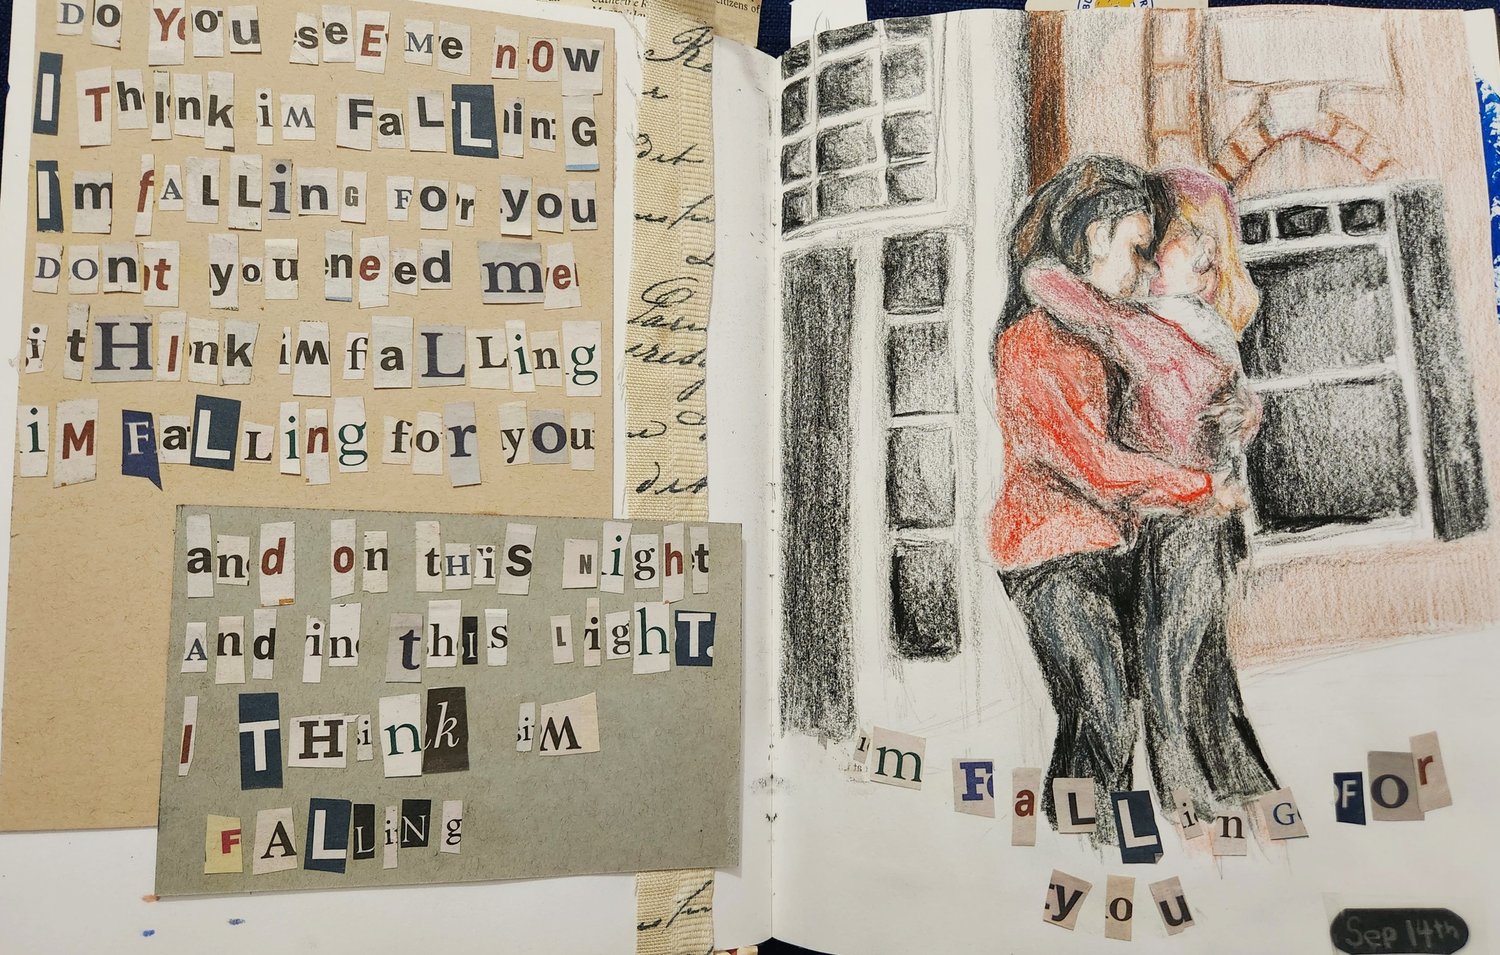 citizens of
Do You seE Me nOw
I ThInk im FaLLinG
Im fALLinG For you
Dont you need me
i tHInk iM faLLing
iM FaLLing for you
and on tHiS Night
And in thIs LighT.
I THink iM
FALLiNg
im FaLLinG FOr
you
Sep 14th